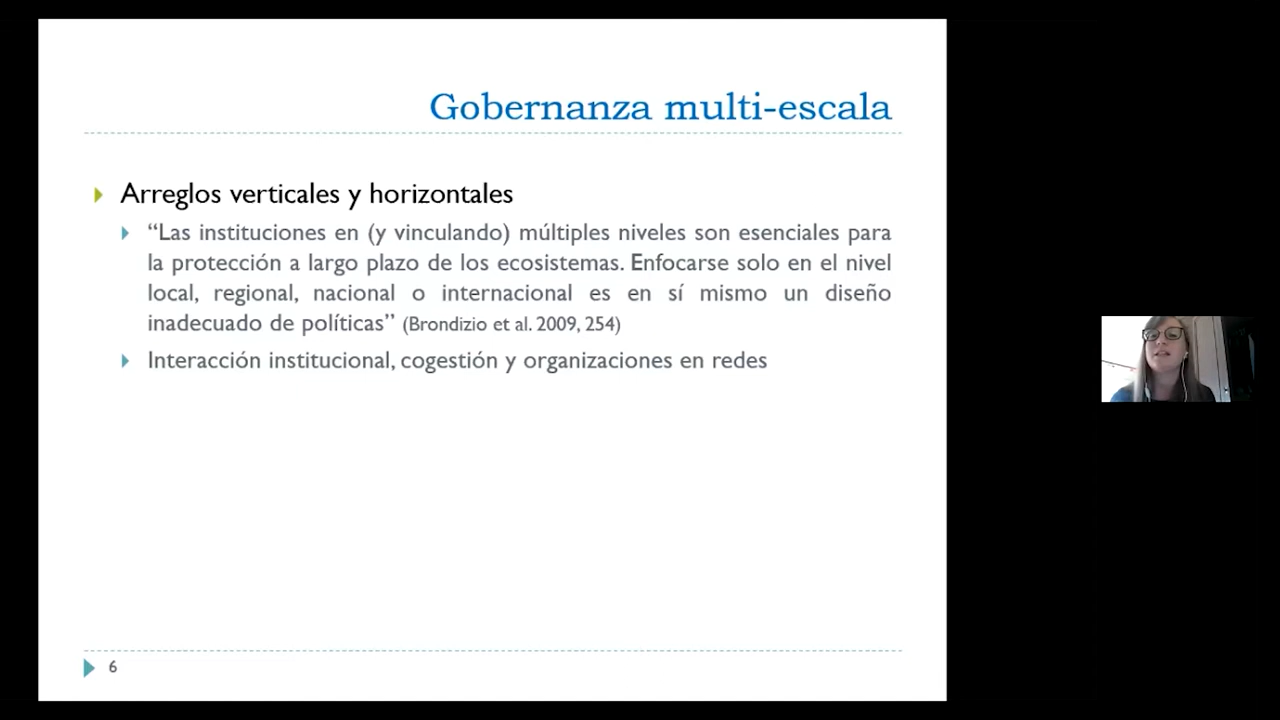 Gobernanza multi-escala
Arreglos verticales y horizontales
“Las instituciones en (y vinculando) múltiples niveles son esenciales para
la protección a largo plazo de los ecosistemas. Enfocarse solo en el nivel
local, regional, nacional o internacional es en sí mismo un diseño
inadecuado de políticas” (Brondizio et al. 2009, 254)
Interacción institucional, cogestión y organizaciones en redes
6